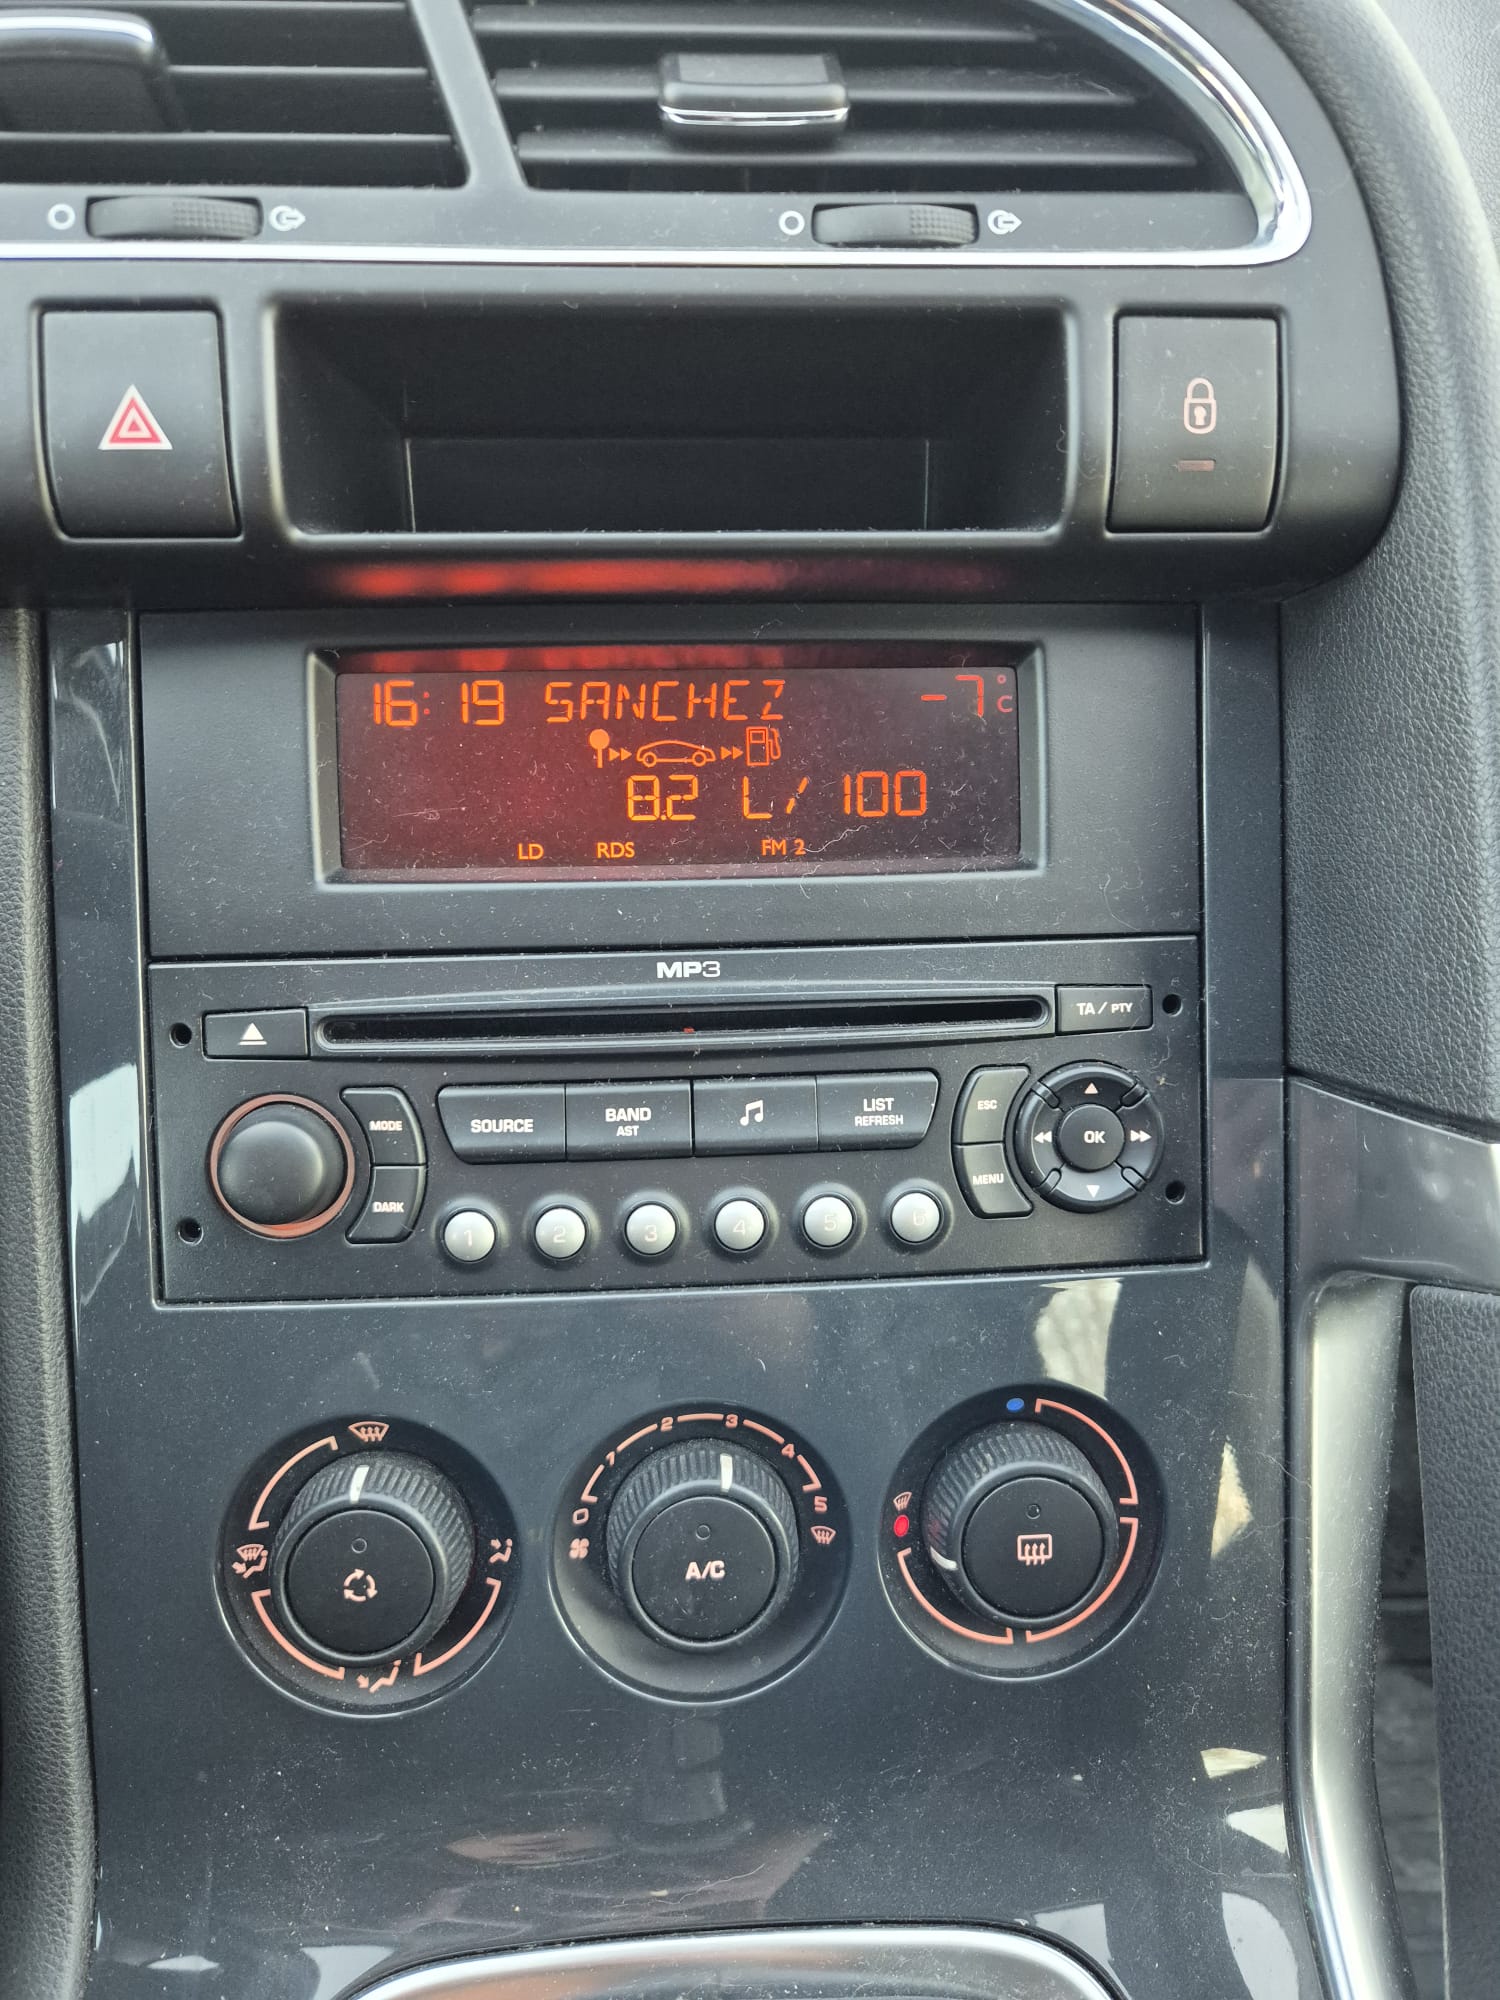 16:19 SANCHEZ -7°C
8.2 L/100
LD RDS FM 2
MP3
TA / PTY
MODE
SOURCE
BAND
AST
LIST
REFRESH
ESC
OK
DARK
MENU
1 2 3 4 5 6
0 1 2 3 4 5
A/C